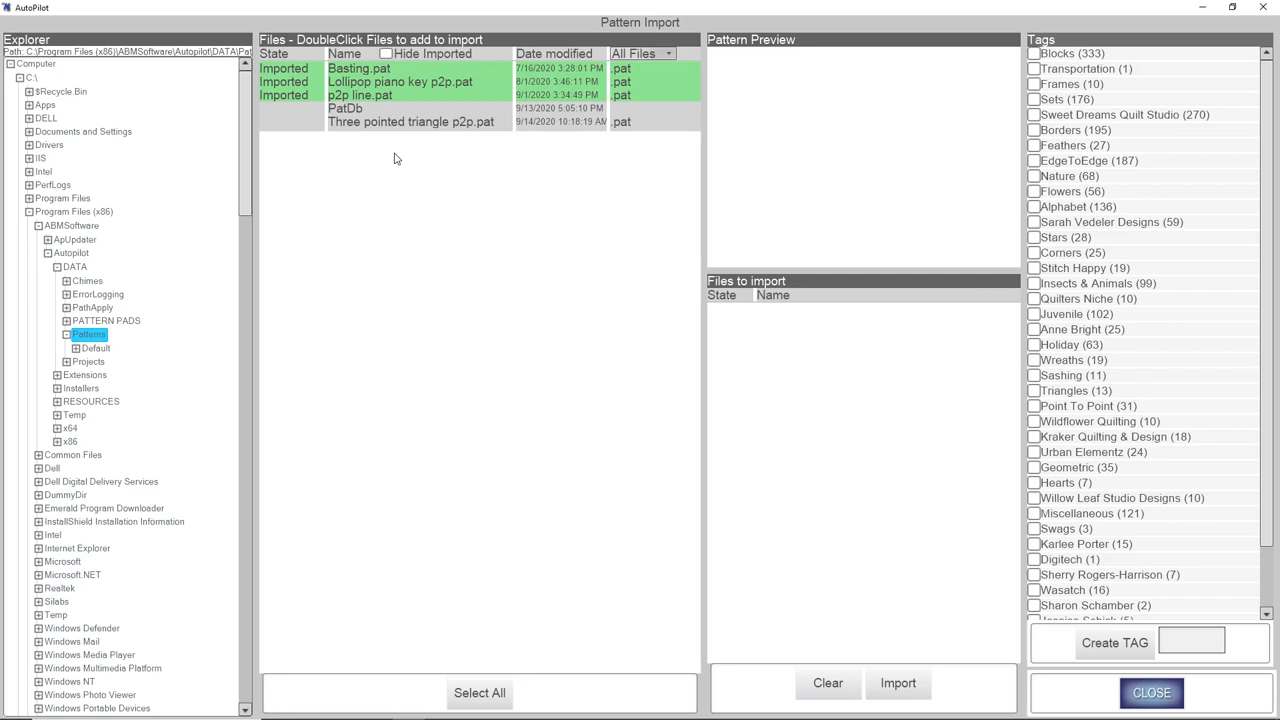 AutoPilot
Pattern Import
Explorer
Path: C:\Program Files (x86)\ABMSoftware\Autopilot\DATA\Pat
Computer
C:\
$Recycle.Bin
Apps
DELL
Documents and Settings
Drivers
IIS
Intel
PerfLogs
Program Files
Program Files (x86)
ABMSoftware
ApUpdater
Autopilot
DATA
Chimes
ErrorLogging
PathApply
PATTERN PADS
Patterns
Default
Projects
Extensions
Installers
RESOURCES
Temp
x64
x86
Common Files
Dell
Dell Digital Delivery Services
DummyDir
Emerald Program Downloader
InstallShield Installation Information
Intel
Internet Explorer
Microsoft
Microsoft.NET
Realtek
Silabs
Temp
Windows Defender
Windows Mail
Windows Media Player
Windows Multimedia Platform
Windows NT
Windows Photo Viewer
Windows Portable Devices
Files - DoubleClick Files to add to import
State Name Hide Imported Date modified All Files
Imported Basting.pat 7/16/2020 3:28:01 PM .pat
Imported Lollipop piano key p2p.pat 8/1/2020 3:46:11 PM .pat
Imported p2p line.pat 9/1/2020 3:34:49 PM .pat
PatDb 9/13/2020 5:05:10 PM
Three pointed triangle p2p.pat 9/14/2020 10:18:19 AM .pat
Select All
Pattern Preview
Files to import
State Name
Clear Import
Tags
Blocks (333)
Transportation (1)
Frames (10)
Sets (176)
Sweet Dreams Quilt Studio (270)
Borders (195)
Feathers (27)
EdgeToEdge (187)
Nature (68)
Flowers (56)
Alphabet (136)
Sarah Vedeler Designs (59)
Stars (28)
Corners (25)
Stitch Happy (19)
Insects & Animals (99)
Quilters Niche (10)
Juvenile (102)
Anne Bright (25)
Holiday (63)
Wreaths (19)
Sashing (11)
Triangles (13)
Point To Point (31)
Wildflower Quilting (10)
Kraker Quilting & Design (18)
Urban Elementz (24)
Geometric (35)
Hearts (7)
Willow Leaf Studio Designs (10)
Miscellaneous (121)
Swags (3)
Karlee Porter (15)
Digitech (1)
Sherry Rogers-Harrison (7)
Wasatch (16)
Sharon Schamber (2)
Create TAG
CLOSE